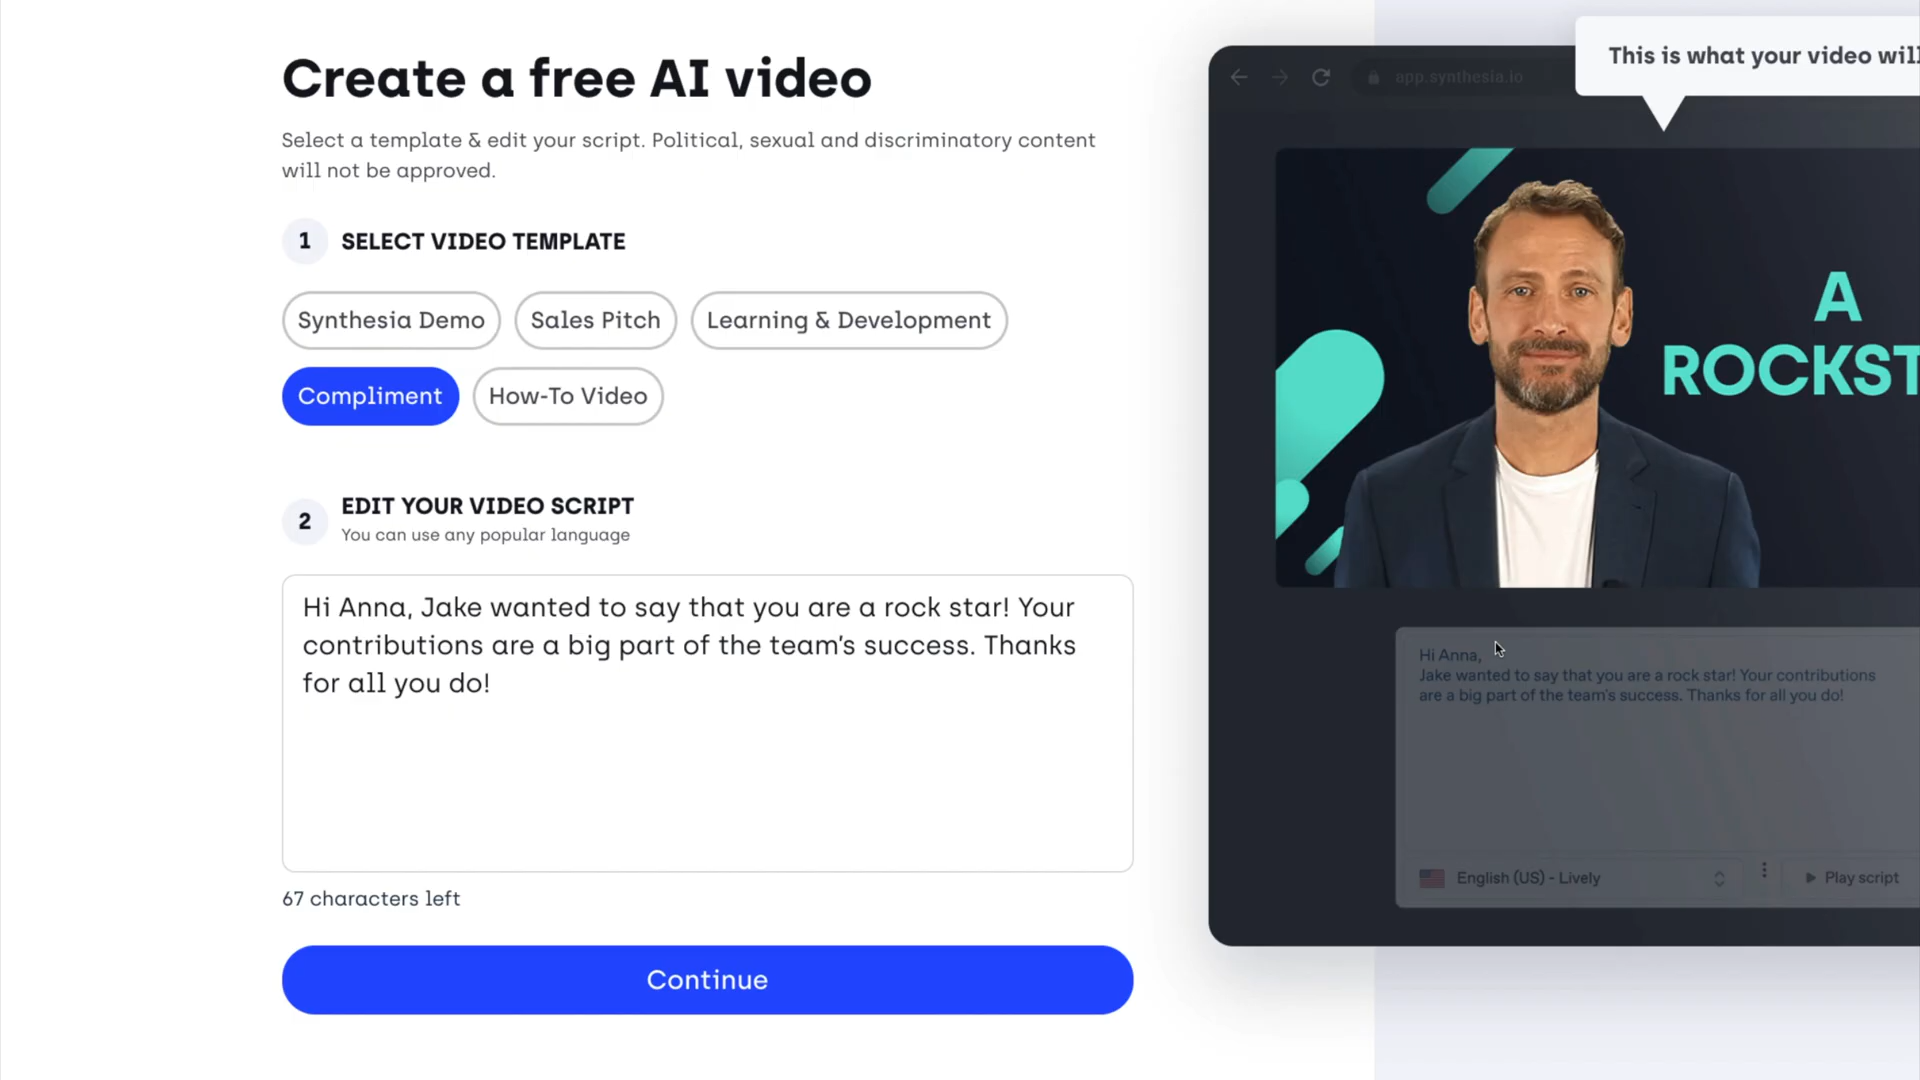 Create a free AI video
Select a template & edit your script. Political, sexual and discriminatory content
will not be approved.
1 SELECT VIDEO TEMPLATE
Synthesia Demo
Sales Pitch
Learning & Development
Compliment
How-To Video
2 EDIT YOUR VIDEO SCRIPT
You can use any popular language
Hi Anna, Jake wanted to say that you are a rock star! Your
contributions are a big part of the team's success. Thanks
for all you do!
67 characters left
Continue
This is what your video will
app.synthesia.io
A
ROCKST
Hi Anna,
Jake wanted to say that you are a rock star! Your contributions
are a big part of the team's success. Thanks for all you do!
English (US) - Lively
Play script